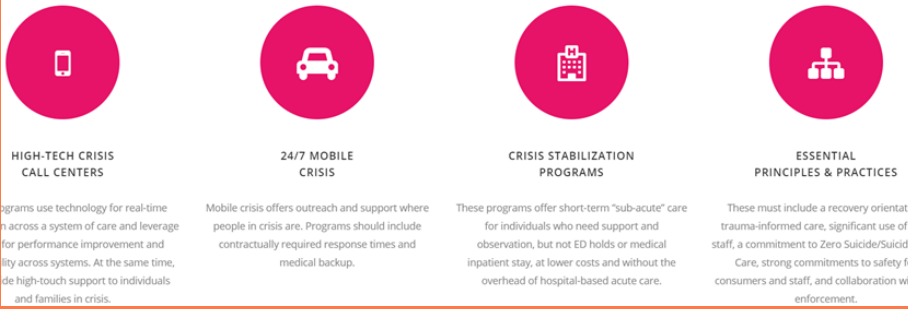 HIGH-TECH CRISIS
CALL CENTERS
ograms use technology for real-time
n across a system of care and leverage
for performance improvement and
lity across systems. At the same time,
de high-touch support to individuals
and families in crisis.
24/7 MOBILE
CRISIS
Mobile crisis offers outreach and support where
people in crisis are. Programs should include
contractually required response times and
medical backup.
CRISIS STABILIZATION
PROGRAMS
These programs offer short-term “sub-acute” care
for individuals who need support and
observation, but not ED holds or medical
inpatient stay, at lower costs and without the
overhead of hospital-based acute care.
ESSENTIAL
PRINCIPLES & PRACTICES
These must include a recovery orientat
trauma-informed care, significant use of
staff, a commitment to Zero Suicide/Suicid
Care, strong commitments to safety f
consumers and staff, and collaboration wi
enforcement.